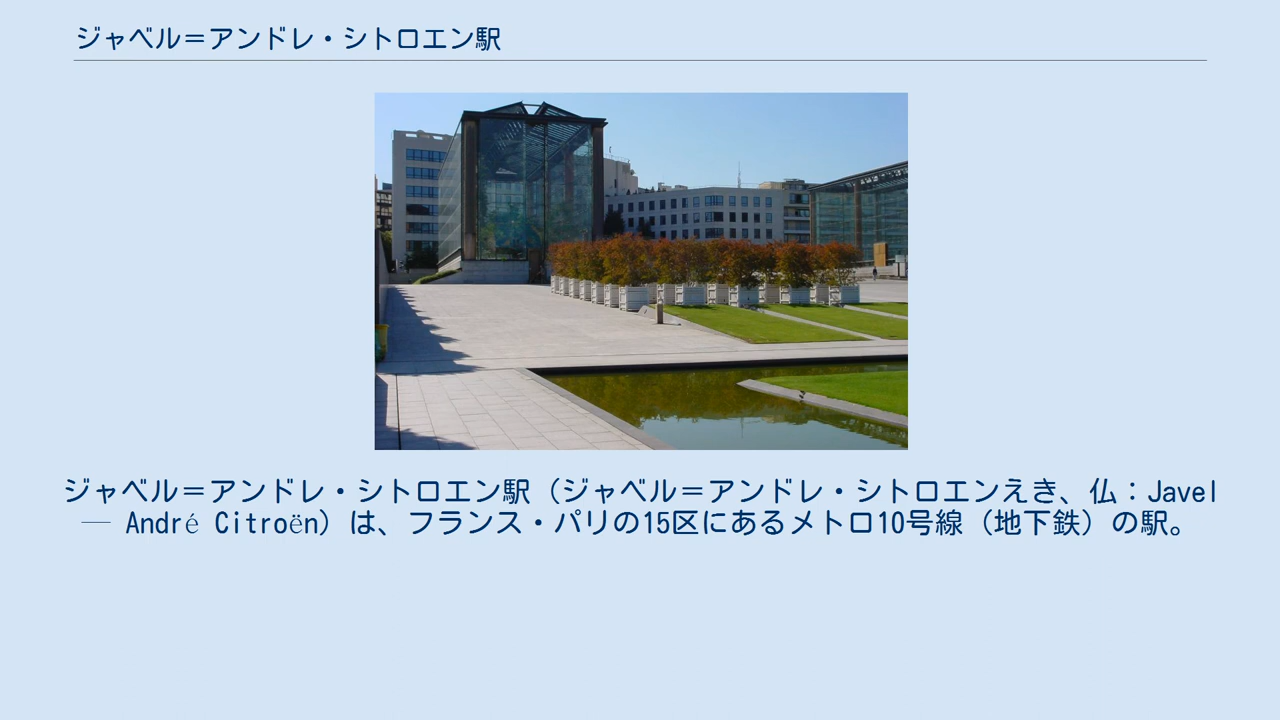 ジャベル＝アンドレ・シトロエン駅
ジャベル＝アンドレ・シトロエン駅（ジャベル＝アンドレ・シトロエンえき、仏：Javel
― André Citroën）は、フランス・パリの15区にあるメトロ10号線（地下鉄）の駅。